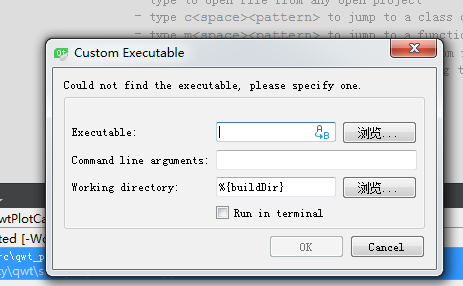 type to open file from any open project
- type c<space><pattern> to jump to a class
- type m<space><pattern> to jump to a
Custom Executable
Could not find the executable, please specify one.
Executable:
浏览...
Command line arguments:
Working directory:
%{buildDir}
浏览...
Run in terminal
OK
Cancel
wtPlotCa
ted [-Wo
rc\qwt_p
ty\qwt\s